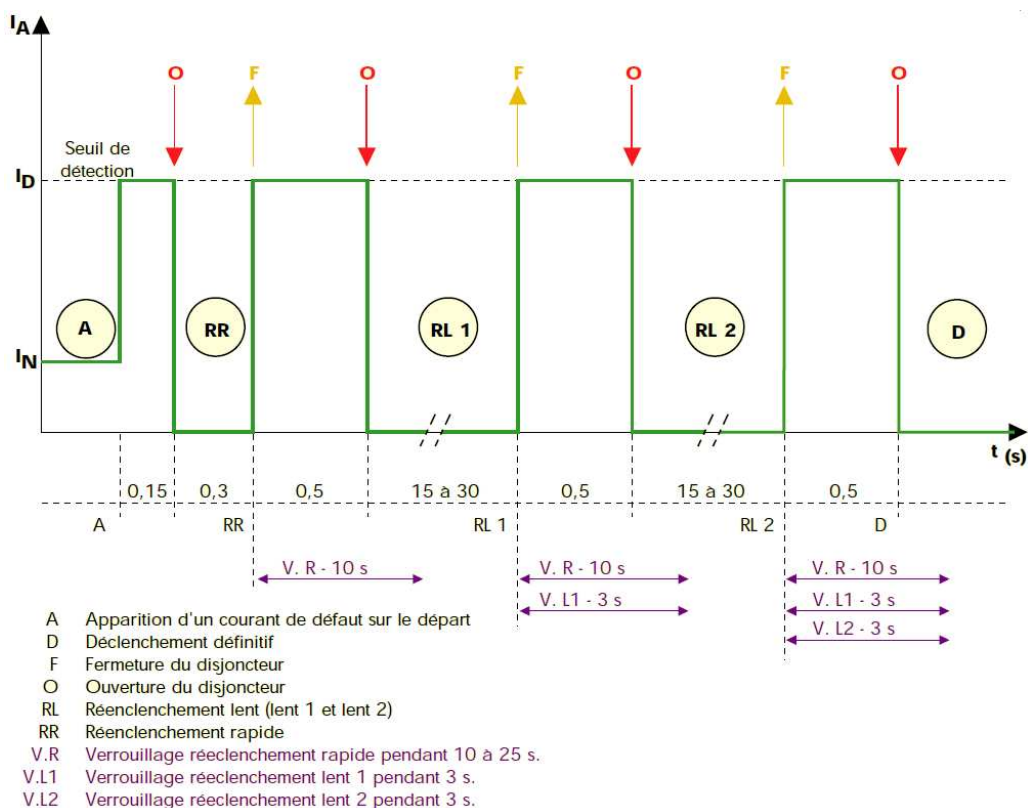 I A
O F O F O F O
Seuil de
détection
I D
A RR RL 1 RL 2 D
I N
t (s)
0,15 0,3 0,5 15 à 30 0,5 15 à 30 0,5
A RR RL 1 RL 2 D
V. R - 10 s V. R - 10 s V. R - 10 s
V. L1 - 3 s V. L1 - 3 s
V. L2 - 3 s
A Apparition d'un courant de défaut sur le départ
D Déclenchement définitif
F Fermeture du disjoncteur
O Ouverture du disjoncteur
RL Réenclenchement lent (lent 1 et lent 2)
RR Réenclenchement rapide
V.R Verrouillage réeclenchement rapide pendant 10 à 25 s.
V.L1 Verrouillage réeclenchement lent 1 pendant 3 s.
V.L2 Verrouillage réeclenchement lent 2 pendant 3 s.